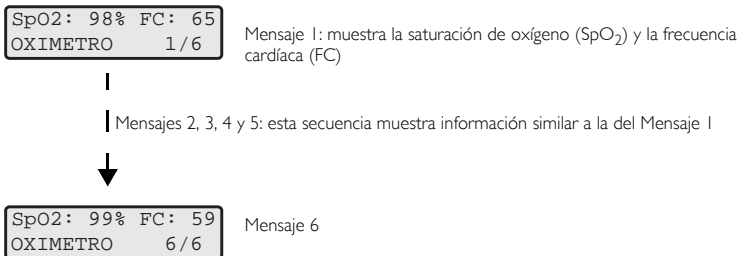 SpO2: 98% FC: 65
OXIMETRO 1/6
Mensaje 1: muestra la saturación de oxígeno (SpO2) y la frecuencia
cardíaca (FC)
Mensajes 2, 3, 4 y 5: esta secuencia muestra información similar a la del Mensaje 1
SpO2: 99% FC: 59
OXIMETRO 6/6
Mensaje 6